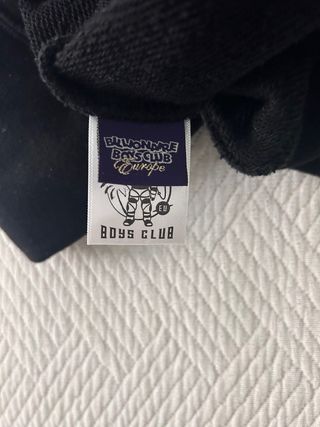 BILLIONAIRE
BOYS CLUB
Europe
EU
BOYS CLUB